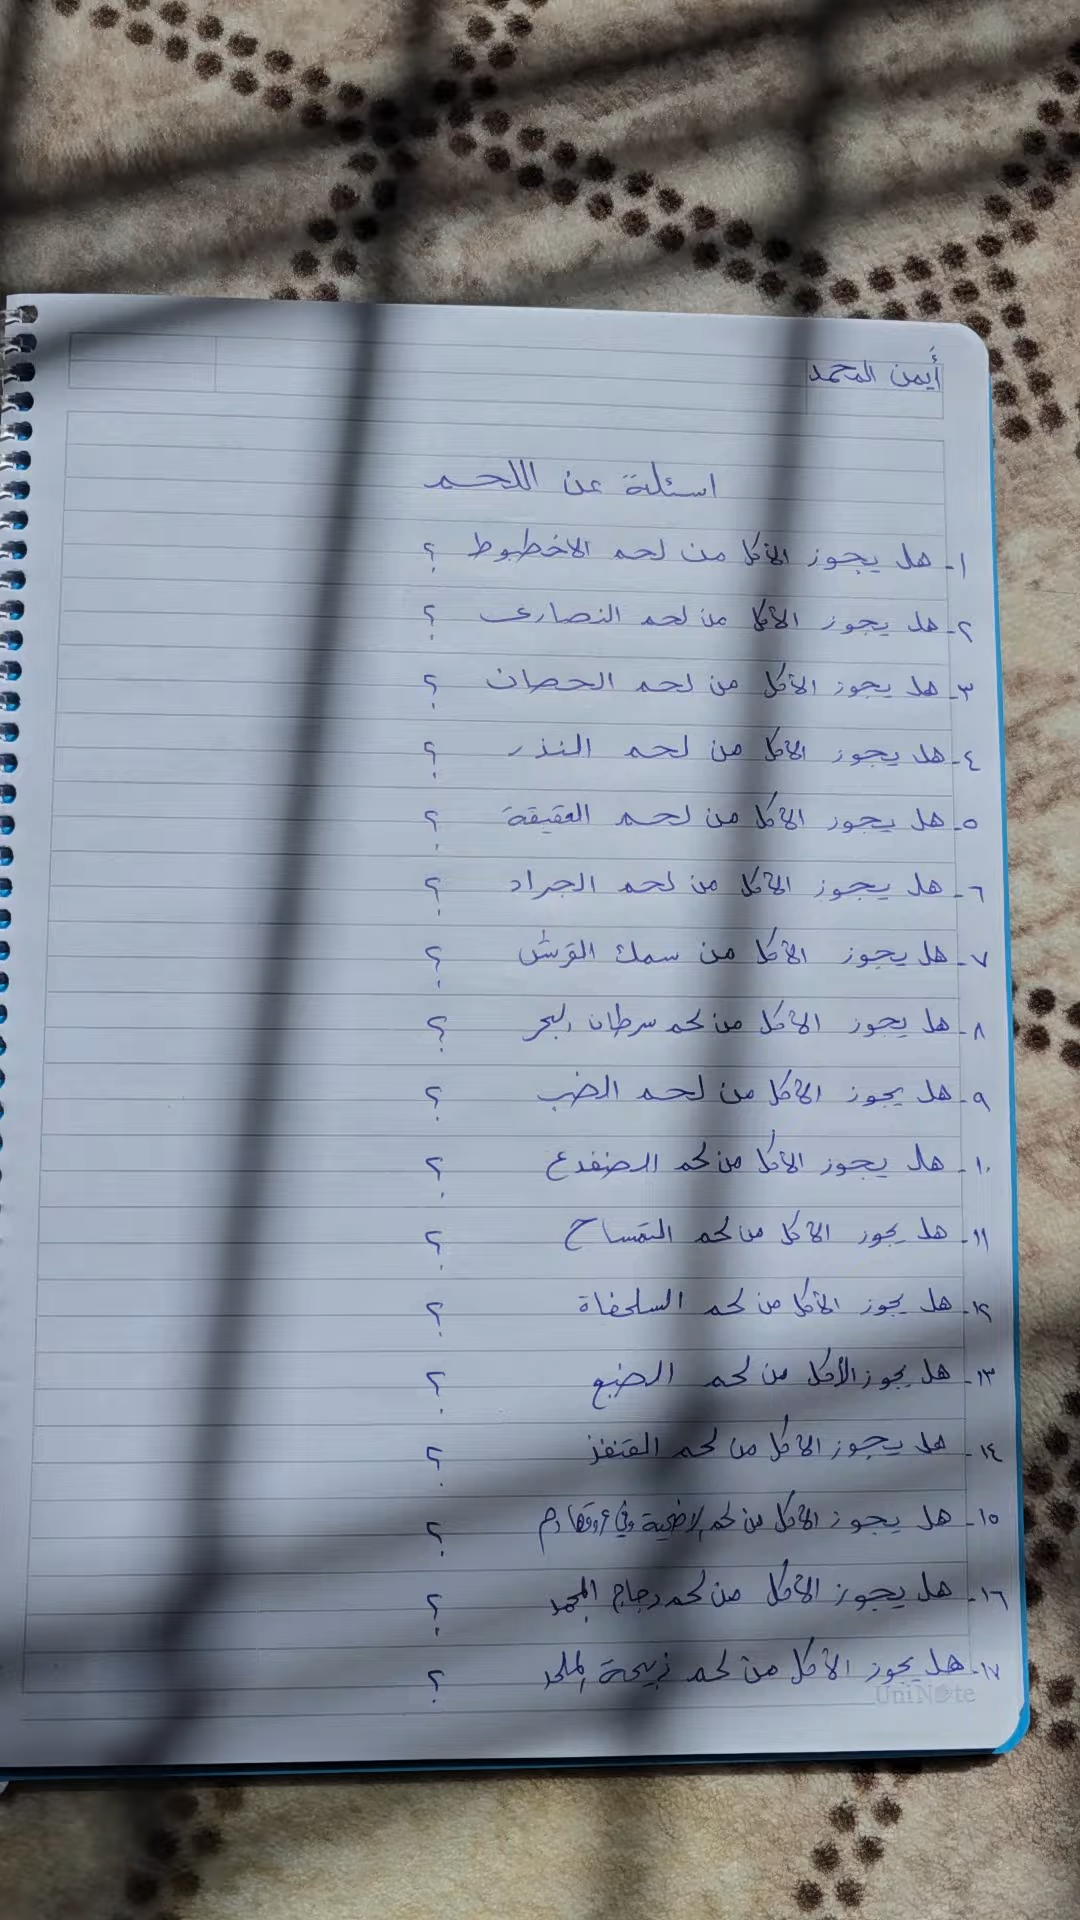 أيمن المحمد
اسئلة عن اللحم
١- هل يجوز الأكل من لحم الاخطبوط ؟
٢- هل يجوز الأكل من لحم النصارى ؟
٣- هل يجوز الأكل من لحم الحصان ؟
٤- هل يجوز الأكل من لحم النذر ؟
٥- هل يجوز الأكل من لحم العقيقة ؟
٦- هل يجوز الأكل من لحم الجراد ؟
٧- هل يجوز الأكل من سمك القرش ؟
٨- هل يجوز الأكل من لحم سرطان البحر ؟
٩- هل يجوز الأكل من لحم الضب ؟
١٠- هل يجوز الأكل من لحم الضفدع ؟
١١- هل يجوز الأكل من لحم التمساح ؟
١٢- هل يجوز الأكل من لحم السلحفاة ؟
١٣- هل يجوز الأكل من لحم الضبع ؟
١٤- هل يجوز الأكل من لحم القنفذ ؟
١٥- هل يجوز الأكل من لحم الاضحية وفي عروقها دم ؟
١٦- هل يجوز الأكل من لحم دجاج المجمد ؟
١٧- هل يجوز الأكل من لحم ذبيحة الملحد ؟
UniNote